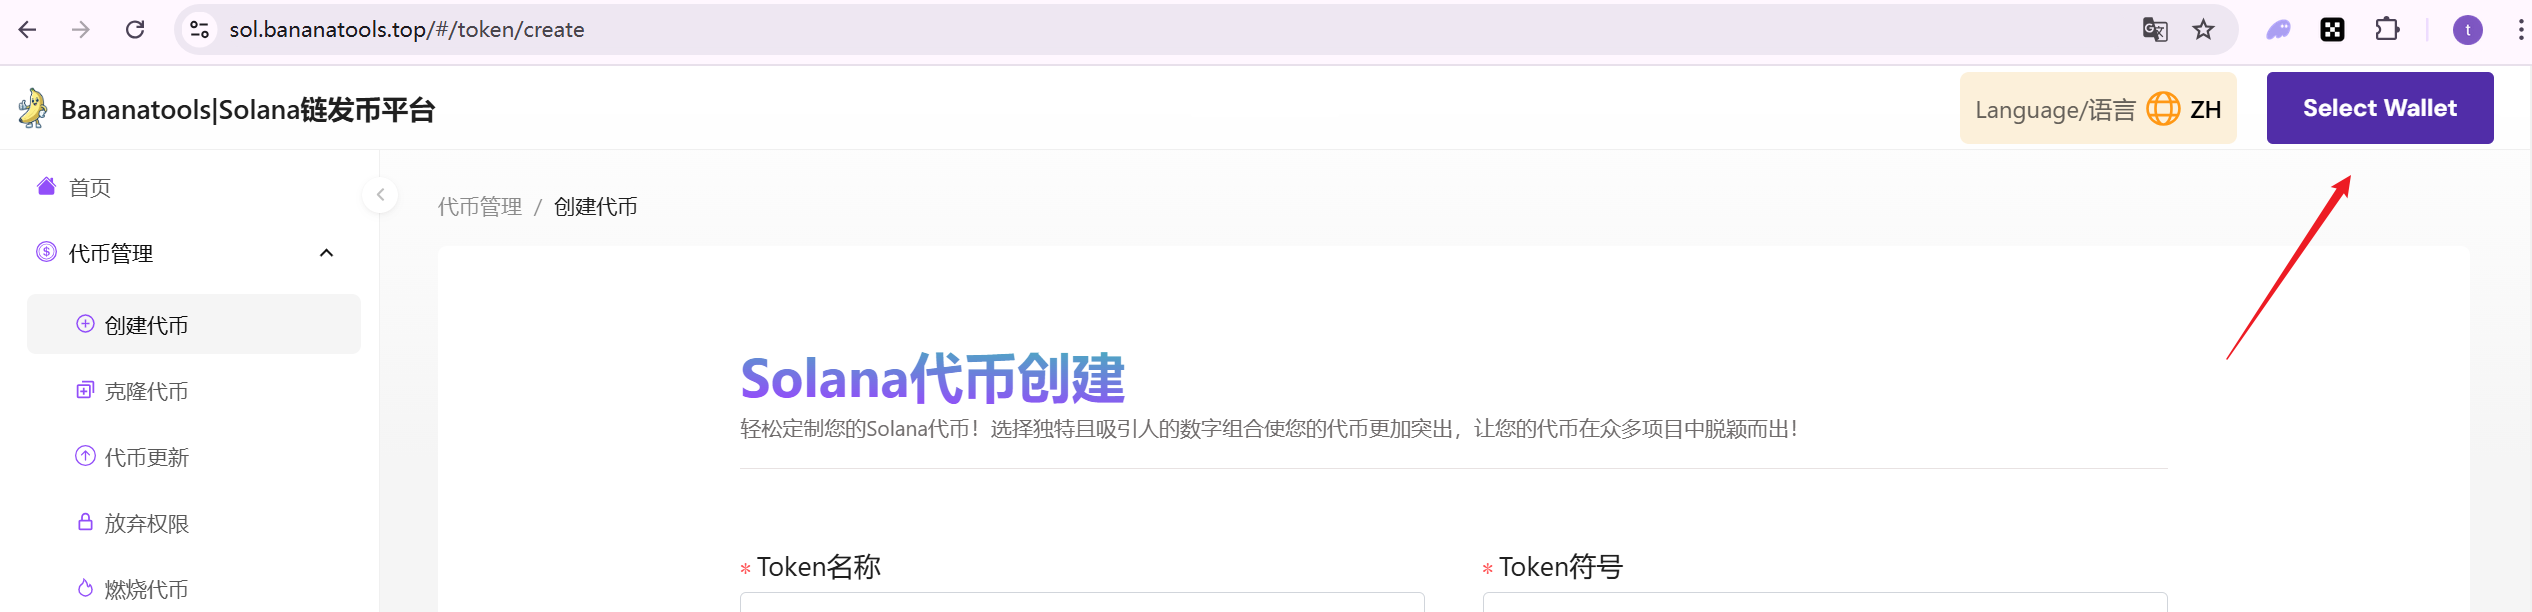 sol.bananatools.top/#/token/create
t
Bananatools|Solana链发币平台
Language/语言 ZH
Select Wallet
首页
代币管理 / 创建代币
代币管理
创建代币
克隆代币
代币更新
放弃权限
燃烧代币
Solana代币创建
轻松定制您的Solana代币！选择独特且吸引人的数字组合使您的代币更加突出，让您的代币在众多项目中脱颖而出！
* Token名称
* Token符号